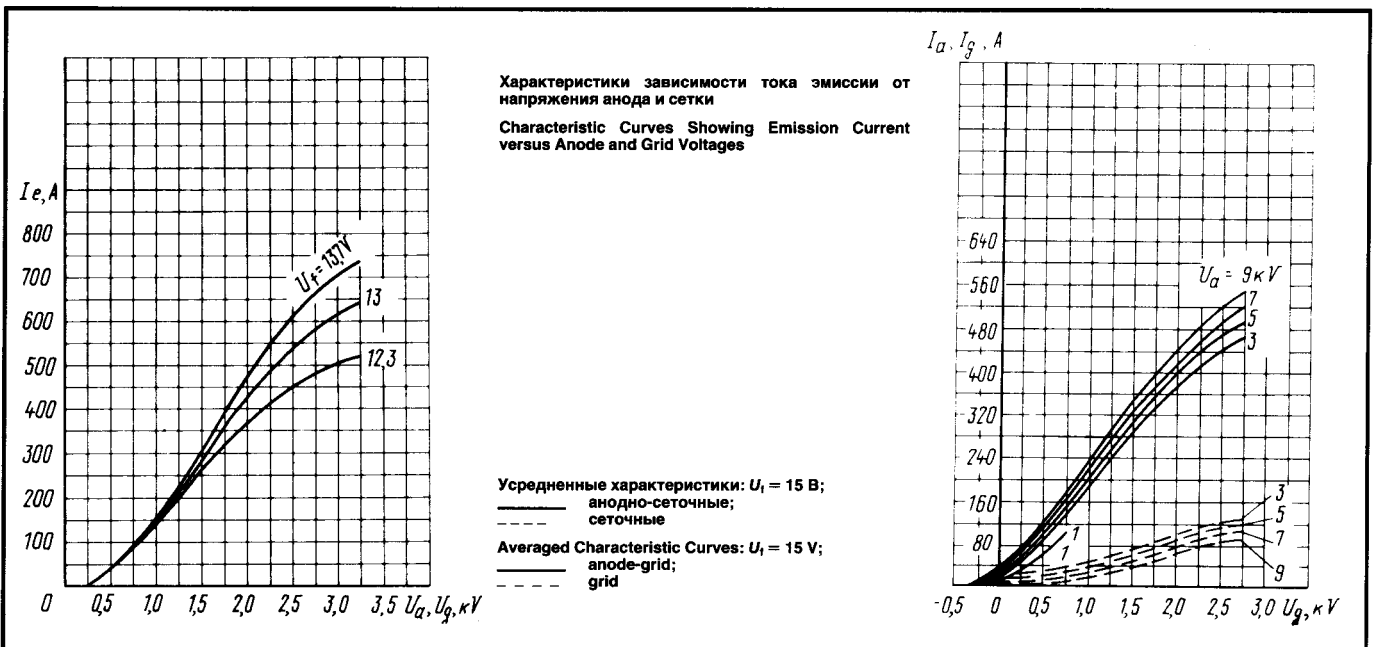 Ie, A
800
700
600
500
400
300
200
100
0
0,5
1,0
1,5
2,0
2,5
3,0
3,5
Ua, Ug, кV
Uf=13,7V
13
12,3
Характеристики зависимости тока эмиссии от
напряжения анода и сетки
Characteristic Curves Showing Emission Current
versus Anode and Grid Voltages
Усредненные характеристики: Uf = 15 В;
анодно-сеточные;
сеточные
Averaged Characteristic Curves: Uf = 15 V;
anode-grid;
grid
Ia, Ig, A
640
560
480
400
320
240
160
80
Ua = 9кV
7
5
3
1
1
3
5
7
9
-0,5
0
0,5
1,0
1,5
2,0
2,5
3,0
Ug, кV